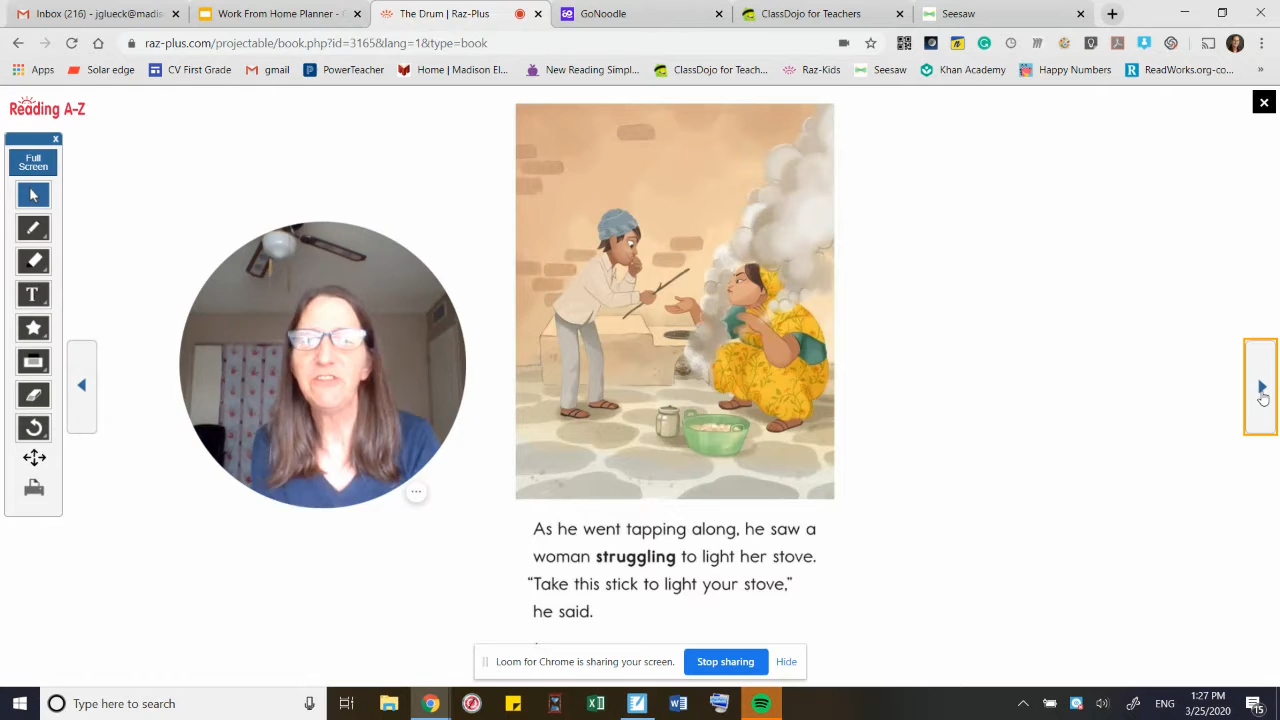 Inbox (216) - jglueck@madison
Work From Home Planner - G
The Drum | Raz-Plus
GoNoodle
ClassDojo for Teachers
Seesaw
raz-plus.com/projectable/book.php?id=3165&lang=1&type=book
Apps Solar edge CV First Grade gmail PowerTeacher Home | Madison El... New Reading Simpl... ClassDojo for Teach... Raz-Kids Seesaw Khan Academy Happy Numbers ReadWorks.org-co...
Reading A-Z
Full
Screen
As he went tapping along, he saw a
woman struggling to light her stove.
"Take this stick to light your stove,"
he said.
Loom for Chrome is sharing your screen. Stop sharing Hide
Type here to search
ENG
1:27 PM
3/25/2020
15